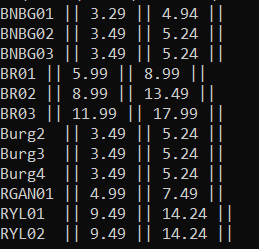 BNBG01 || 3.29 || 4.94 ||
BNBG02 || 3.49 || 5.24 ||
BNBG03 || 3.49 || 5.24 ||
BR01 || 5.99 || 8.99 ||
BR02 || 8.99 || 13.49 ||
BR03 || 11.99 || 17.99 ||
Burg2  || 3.49 || 5.24 ||
Burg3  || 3.49 || 5.24 ||
Burg4  || 3.49 || 5.24 ||
RGAN01 || 4.99 || 7.49 ||
RYL01  || 9.49 || 14.24 ||
RYL02  || 9.49 || 14.24 ||